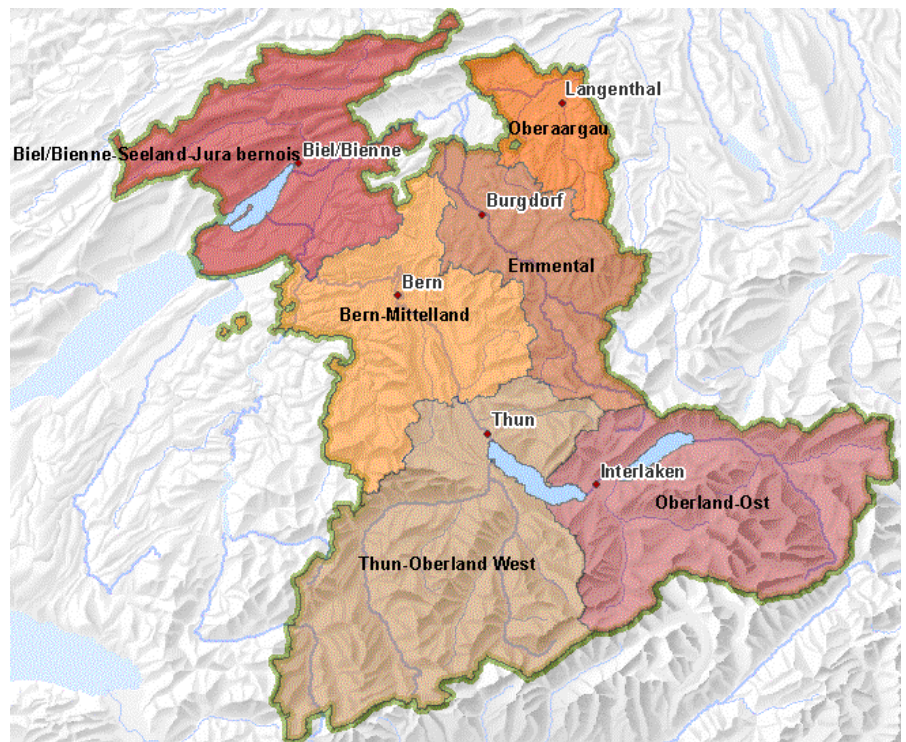 Langenthal
Oberaargau
Biel/Bienne-Seeland-Jura bernois
Biel/Bienne
Burgdorf
Emmental
Bern
Bern-Mittelland
Thun
Interlaken
Oberland-Ost
Thun-Oberland West